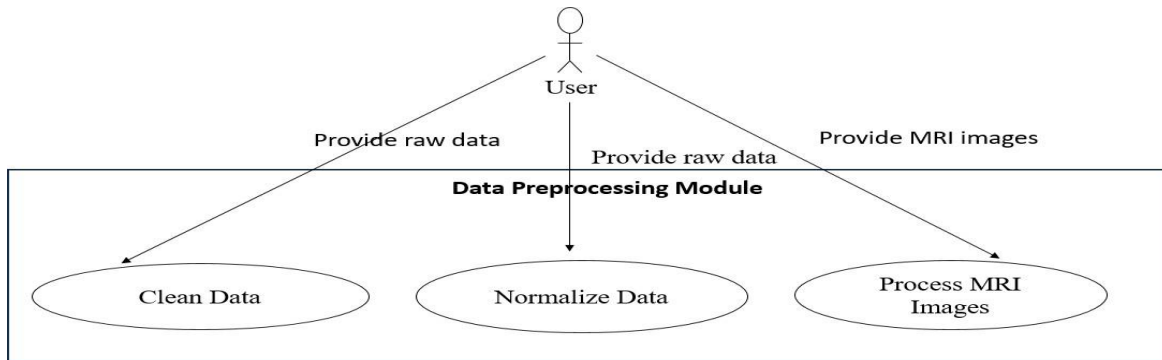 User
Provide raw data
Provide MRI images
Provide raw data
Data Preprocessing Module
Clean Data
Normalize Data
Process MRI
Images